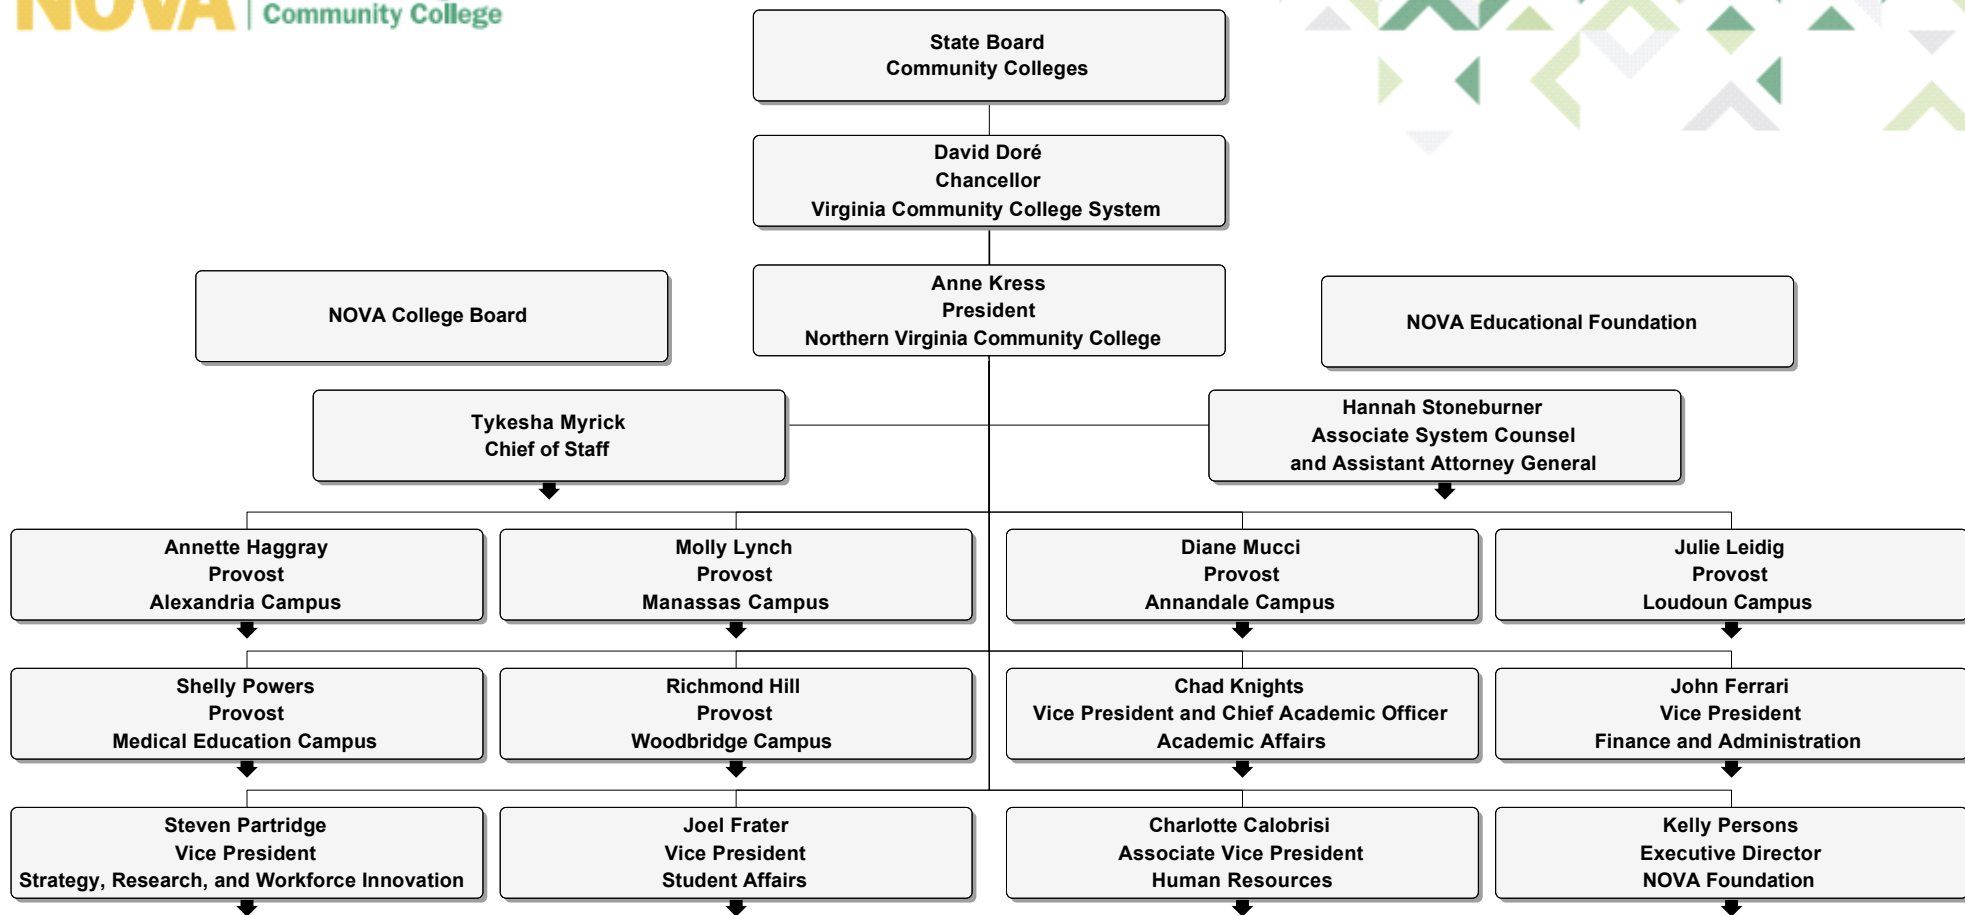 NOVA
Community College
State Board
Community Colleges
David Doré
Chancellor
Virginia Community College System
Anne Kress
President
Northern Virginia Community College
NOVA College Board
NOVA Educational Foundation
Tykesha Myrick
Chief of Staff
Hannah Stoneburner
Associate System Counsel
and Assistant Attorney General
Annette Haggray
Provost
Alexandria Campus
Molly Lynch
Provost
Manassas Campus
Diane Mucci
Provost
Annandale Campus
Julie Leidig
Provost
Loudoun Campus
Shelly Powers
Provost
Medical Education Campus
Richmond Hill
Provost
Woodbridge Campus
Chad Knights
Vice President and Chief Academic Officer
Academic Affairs
John Ferrari
Vice President
Finance and Administration
Steven Partridge
Vice President
Strategy, Research, and Workforce Innovation
Joel Frater
Vice President
Student Affairs
Charlotte Calobrisi
Associate Vice President
Human Resources
Kelly Persons
Executive Director
NOVA Foundation